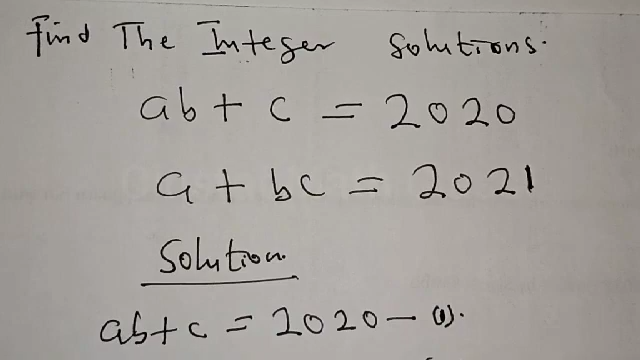 Find The Integer Solutions.
ab + c = 2020
a + bc = 2021
Solution
ab+c = 2020 — (1).